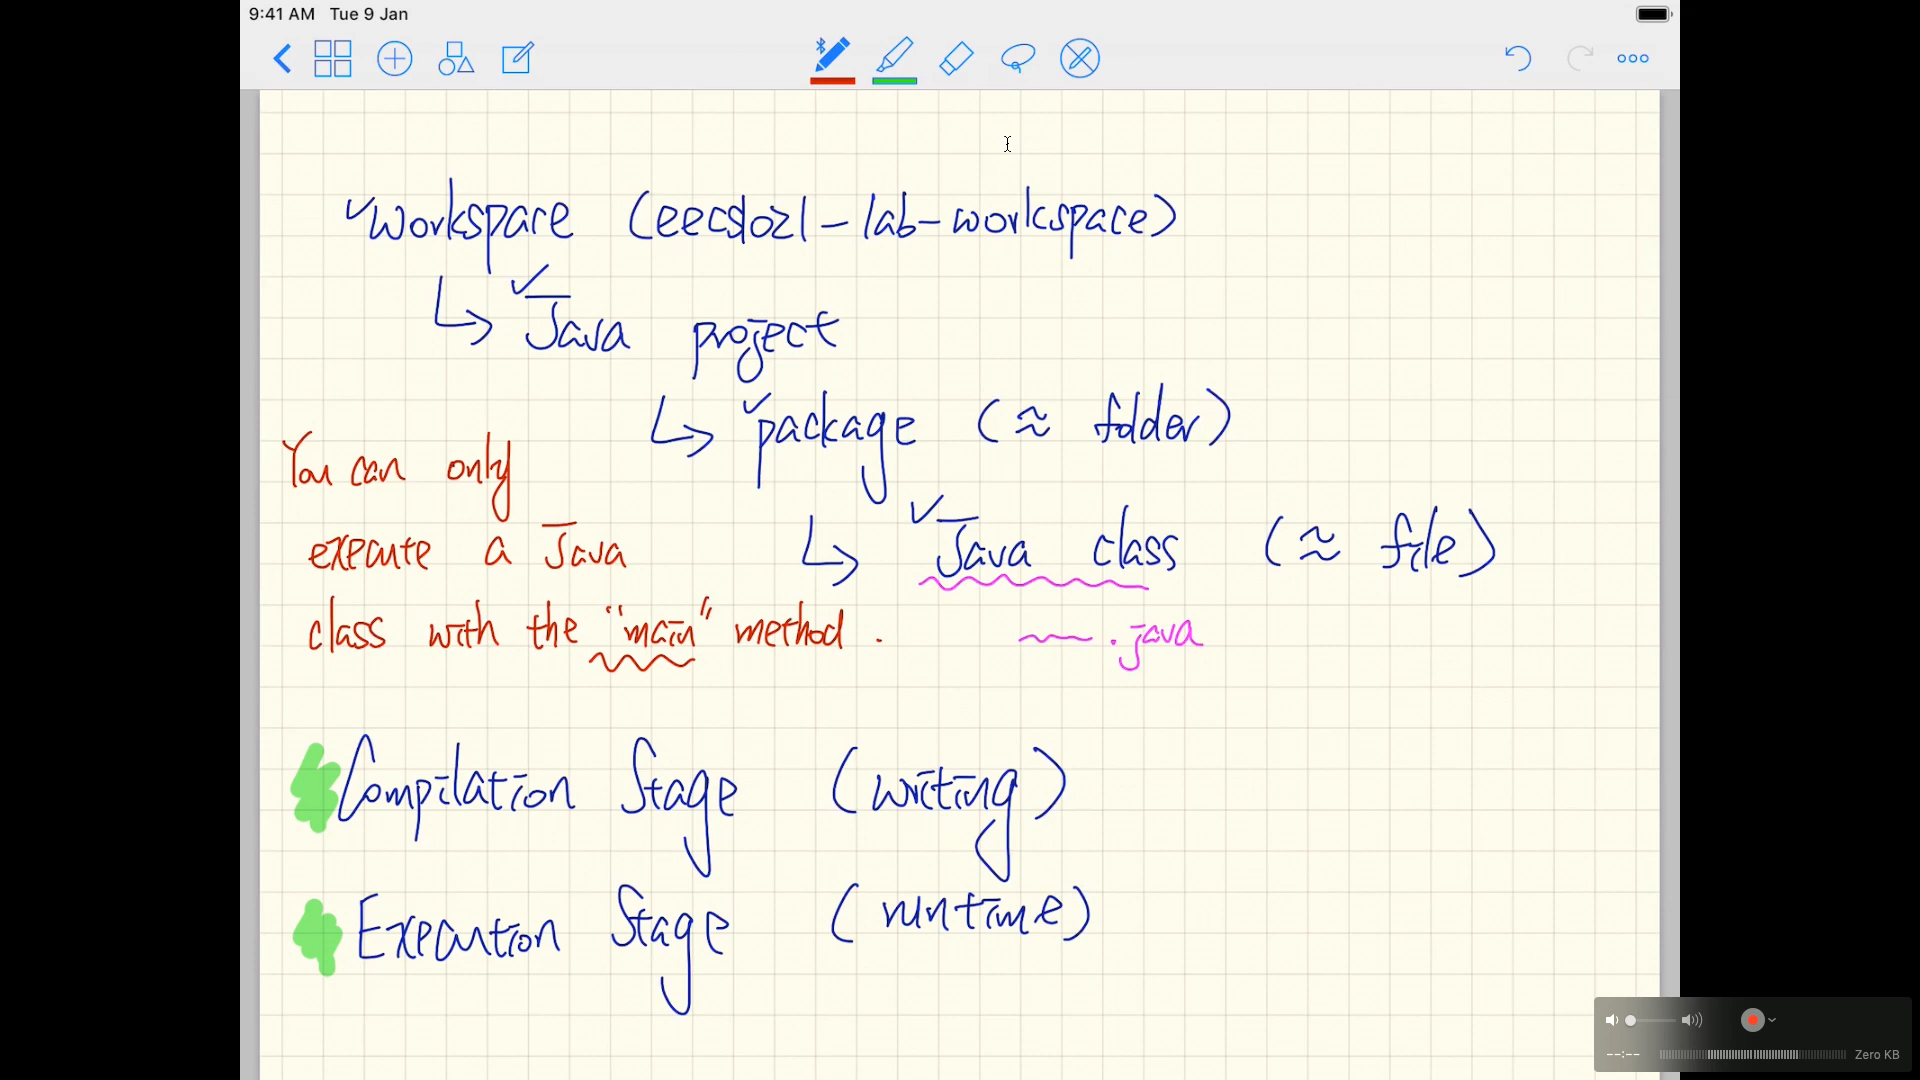 9:41 AM Tue 9 Jan
✓workspace (eecs1021-lab-workspace)
↳ ✓Java project
↳ ✓package (≈ folder)
You can only
execute a Java
class with the "main" method.
↳ ✓Java class (≈ file)
~~.java
Compilation Stage (writing)
Execution Stage (runtime)
--:-- Zero KB